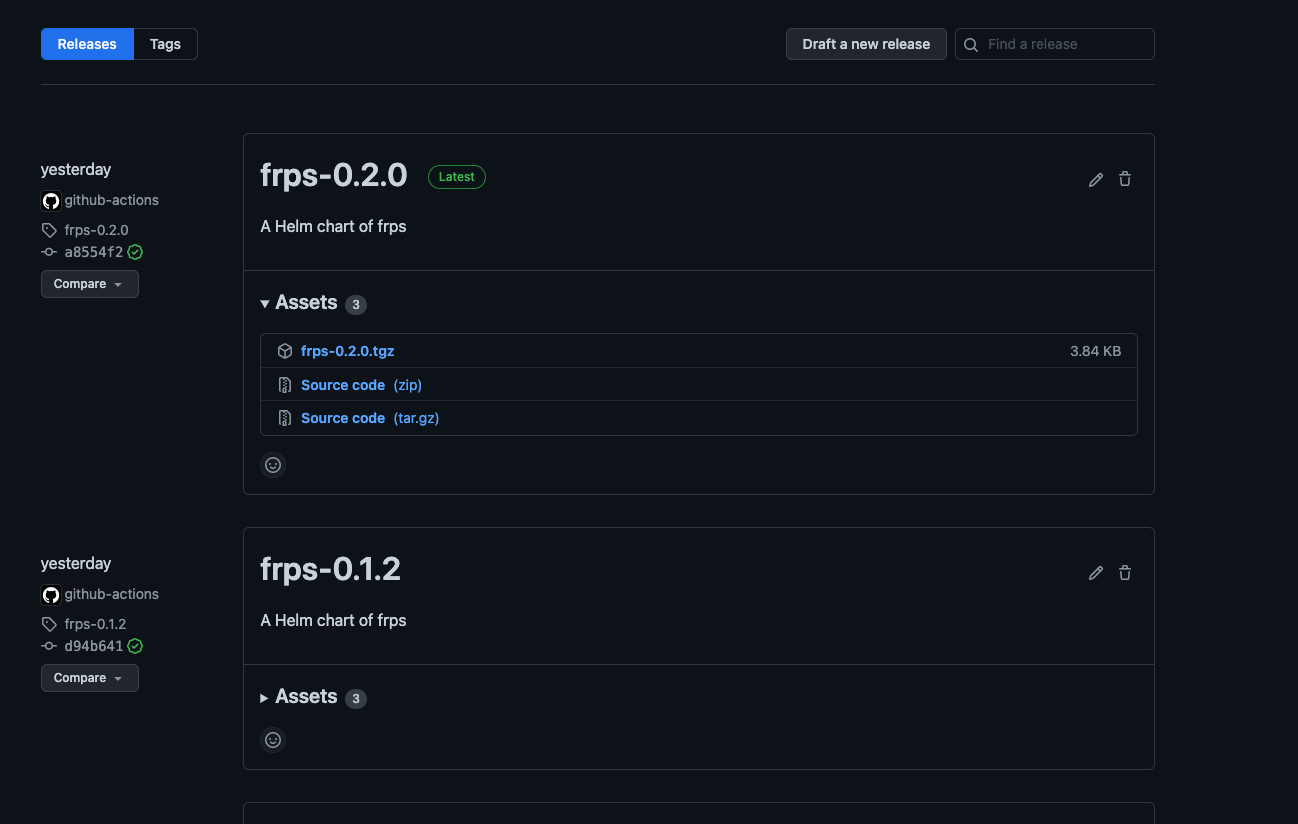 Releases Tags Draft a new release Find a release
yesterday
github-actions
frps-0.2.0
a8554f2
Compare
frps-0.2.0 Latest
A Helm chart of frps
Assets 3
frps-0.2.0.tgz 3.84 KB
Source code (zip)
Source code (tar.gz)
yesterday
github-actions
frps-0.1.2
d94b641
Compare
frps-0.1.2
A Helm chart of frps
Assets 3